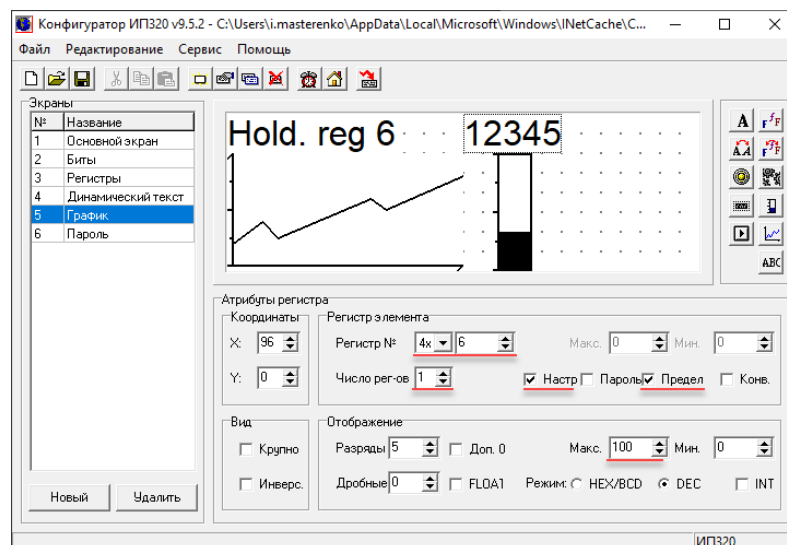 Конфигуратор ИП320 v9.5.2 - C:\Users\i.masterenko\AppData\Local\Microsoft\Windows\INetCache\C...
Файл Редактирование Сервис Помощь
Экраны
№ Название
1 Основной экран
2 Биты
3 Регистры
4 Динамический текст
5 График
6 Пароль
Новый Удалить
Hold. reg 6 12345
ABC
Атрибуты регистра
Координаты
X: 96
Y: 0
Регистр элемента
Регистр № 4x 6 Макс. 0 Мин. 0
Число рег-ов 1 Настр Пароль Предел Конв.
Вид
Крупно
Инверс.
Отображение
Разряды 5 Доп. 0 Макс. 100 Мин. 0
Дробные 0 FLOA1 Режим: HEX/BCD DEC INT
ИП320